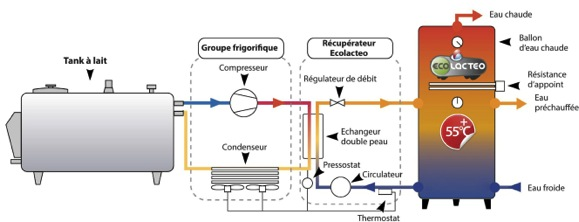 Tank à lait
Groupe frigorifique
Compresseur
Condenseur
Récupérateur
Ecolacteo
Régulateur de débit
Echangeur
double peau
Pressostat
Circulateur
Thermostat
Eau chaude
Ballon
d'eau chaude
ECO LACTEO
Résistance
d'appoint
Eau
préchauffée
55°C
+
Eau froide